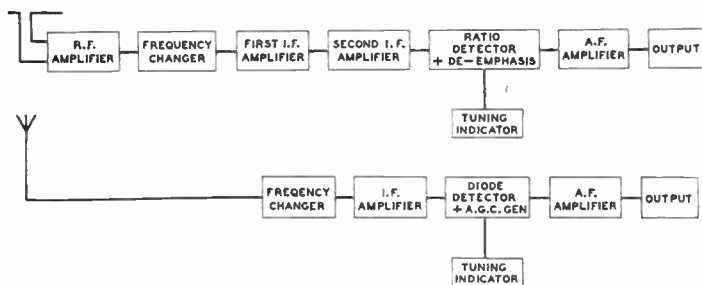 R.F.
AMPLIFIER
FREQUENCY
CHANGER
FIRST I.F.
AMPLIFIER
SECOND I.F.
AMPLIFIER
RATIO
DETECTOR
+ DE-EMPHASIS
A.F.
AMPLIFIER
OUTPUT
TUNING
INDICATOR
FREQENCY
CHANGER
I.F.
AMPLIFIER
DIODE
DETECTOR
+ A.G.C. GEN
A.F.
AMPLIFIER
OUTPUT
TUNING
INDICATOR